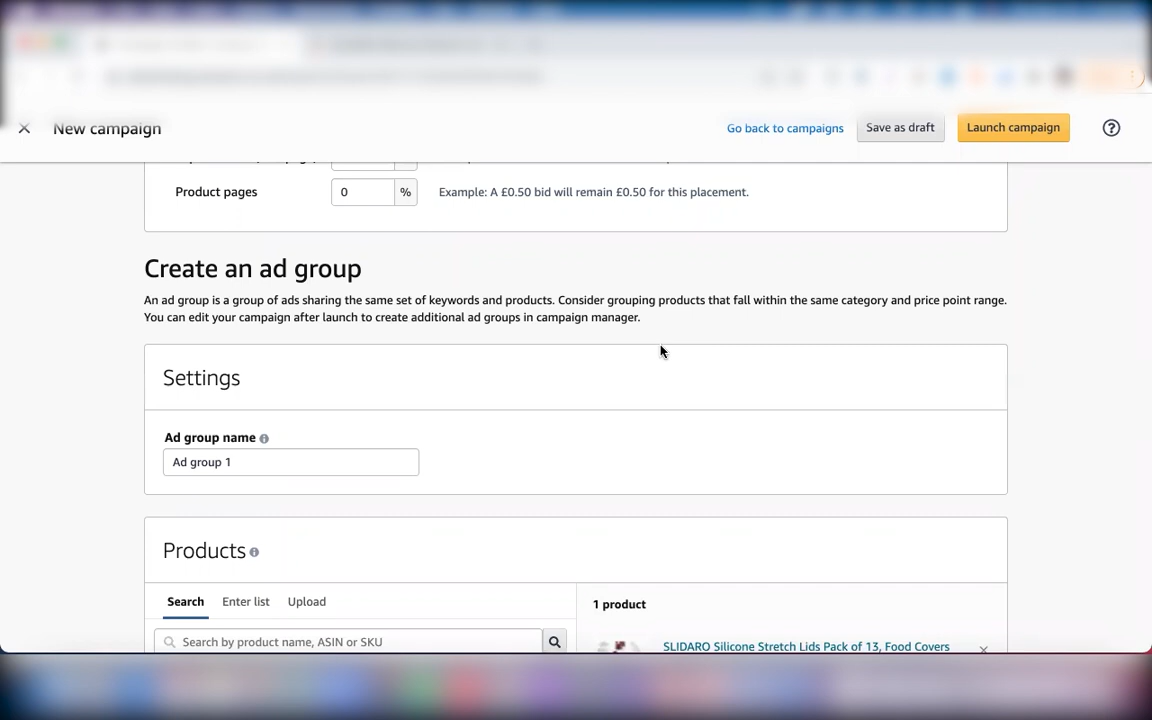 New campaign
Go back to campaigns
Save as draft
Launch campaign
Product pages
0
%
Example: A £0.50 bid will remain £0.50 for this placement.
Create an ad group
An ad group is a group of ads sharing the same set of keywords and products. Consider grouping products that fall within the same category and price point range.
You can edit your campaign after launch to create additional ad groups in campaign manager.
Settings
Ad group name
Ad group 1
Products
Search
Enter list
Upload
1 product
Search by product name, ASIN or SKU
SLIDARO Silicone Stretch Lids Pack of 13, Food Covers